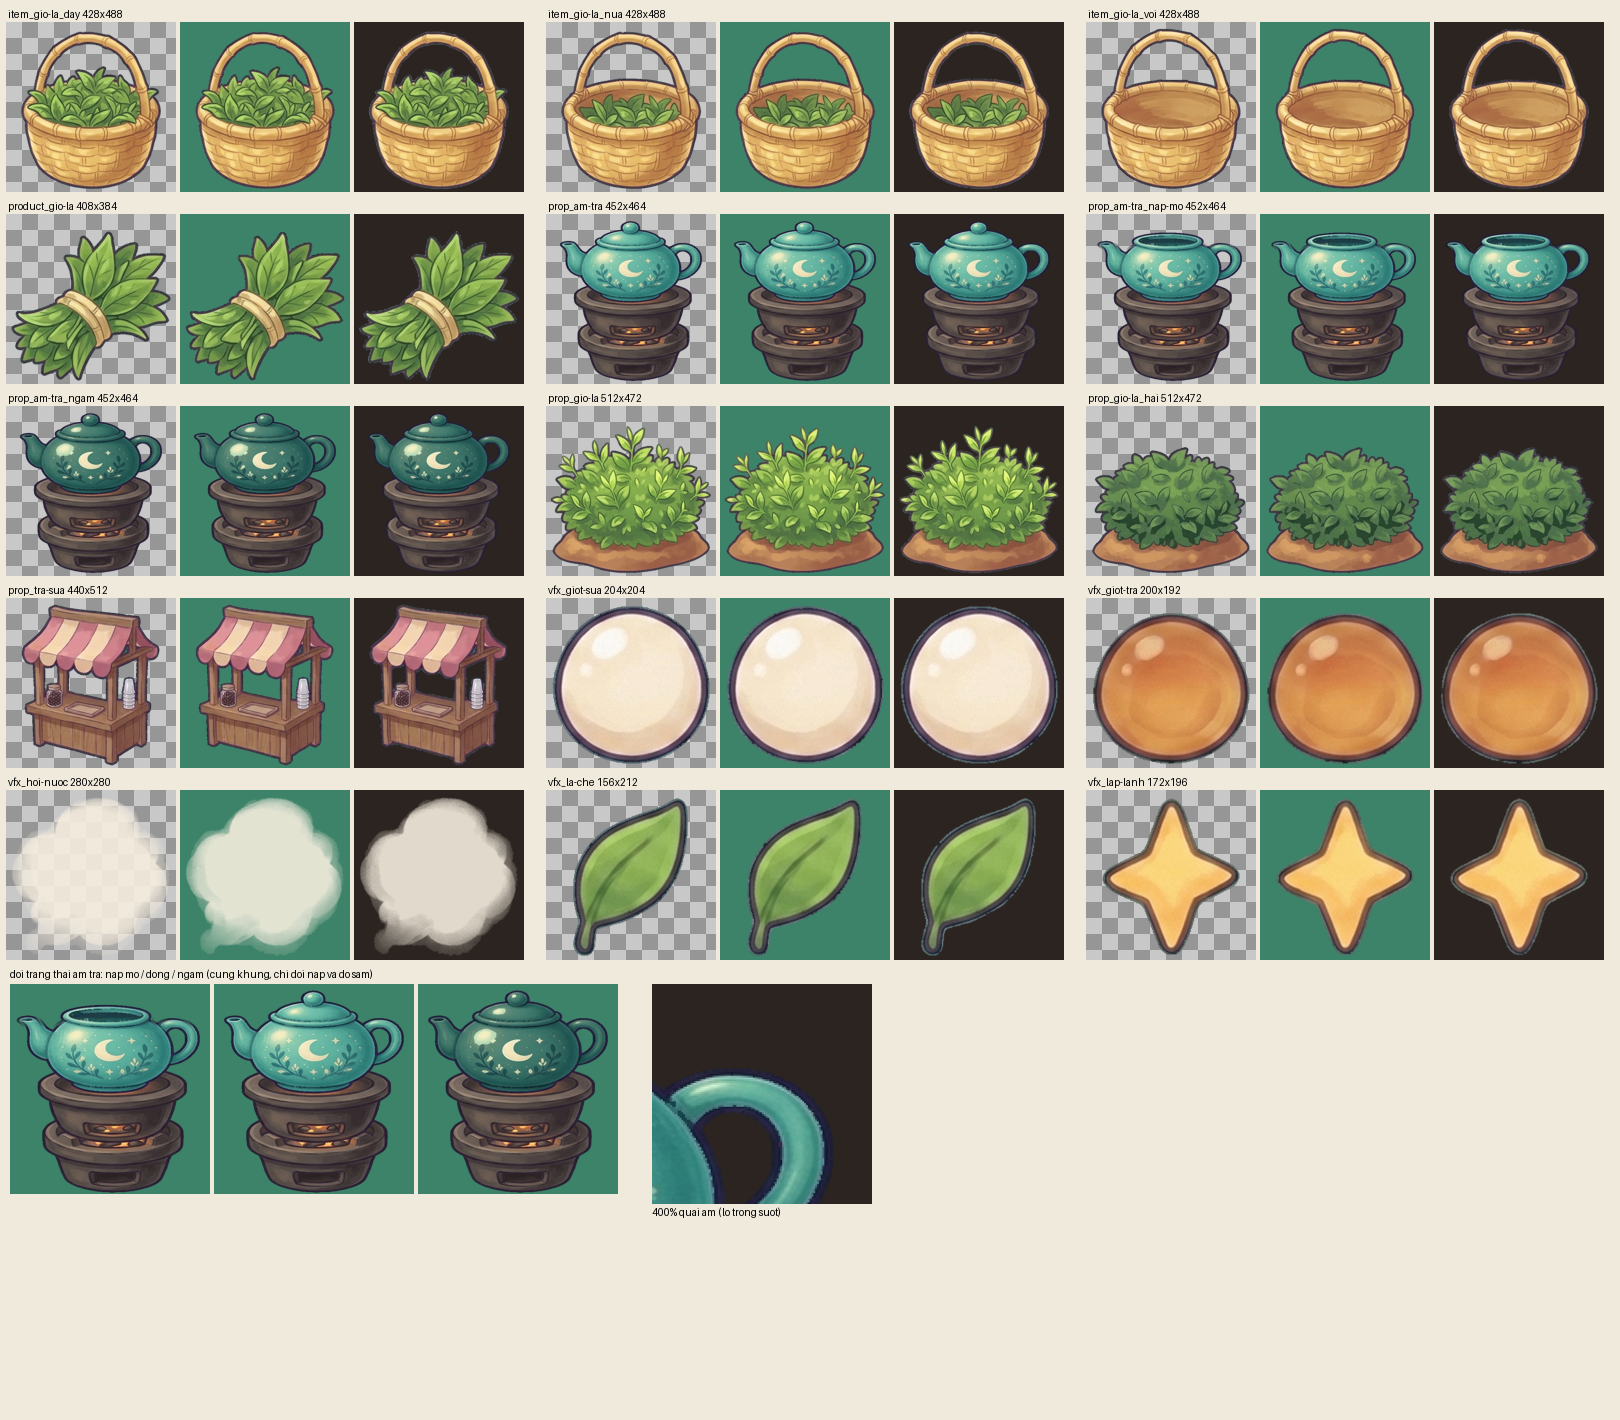 item_gio-la_day 428x488
item_gio-la_nua 428x488
item_gio-la_voi 428x488
product_gio-la 408x384
prop_am-tra 452x464
prop_am-tra_nap-mo 452x464
prop_am-tra_ngam 452x464
prop_gio-la 512x472
prop_gio-la_hai 512x472
prop_tra-sua 440x512
vfx_giot-sua 204x204
vfx_giot-tra 200x192
vfx_hoi-nuoc 280x280
vfx_la-che 156x212
vfx_lap-lanh 172x196
doi trang thai am tra: nap mo / dong / ngam (cung khung, chi doi nap va do sam)
400% quai am (lo trong suot)